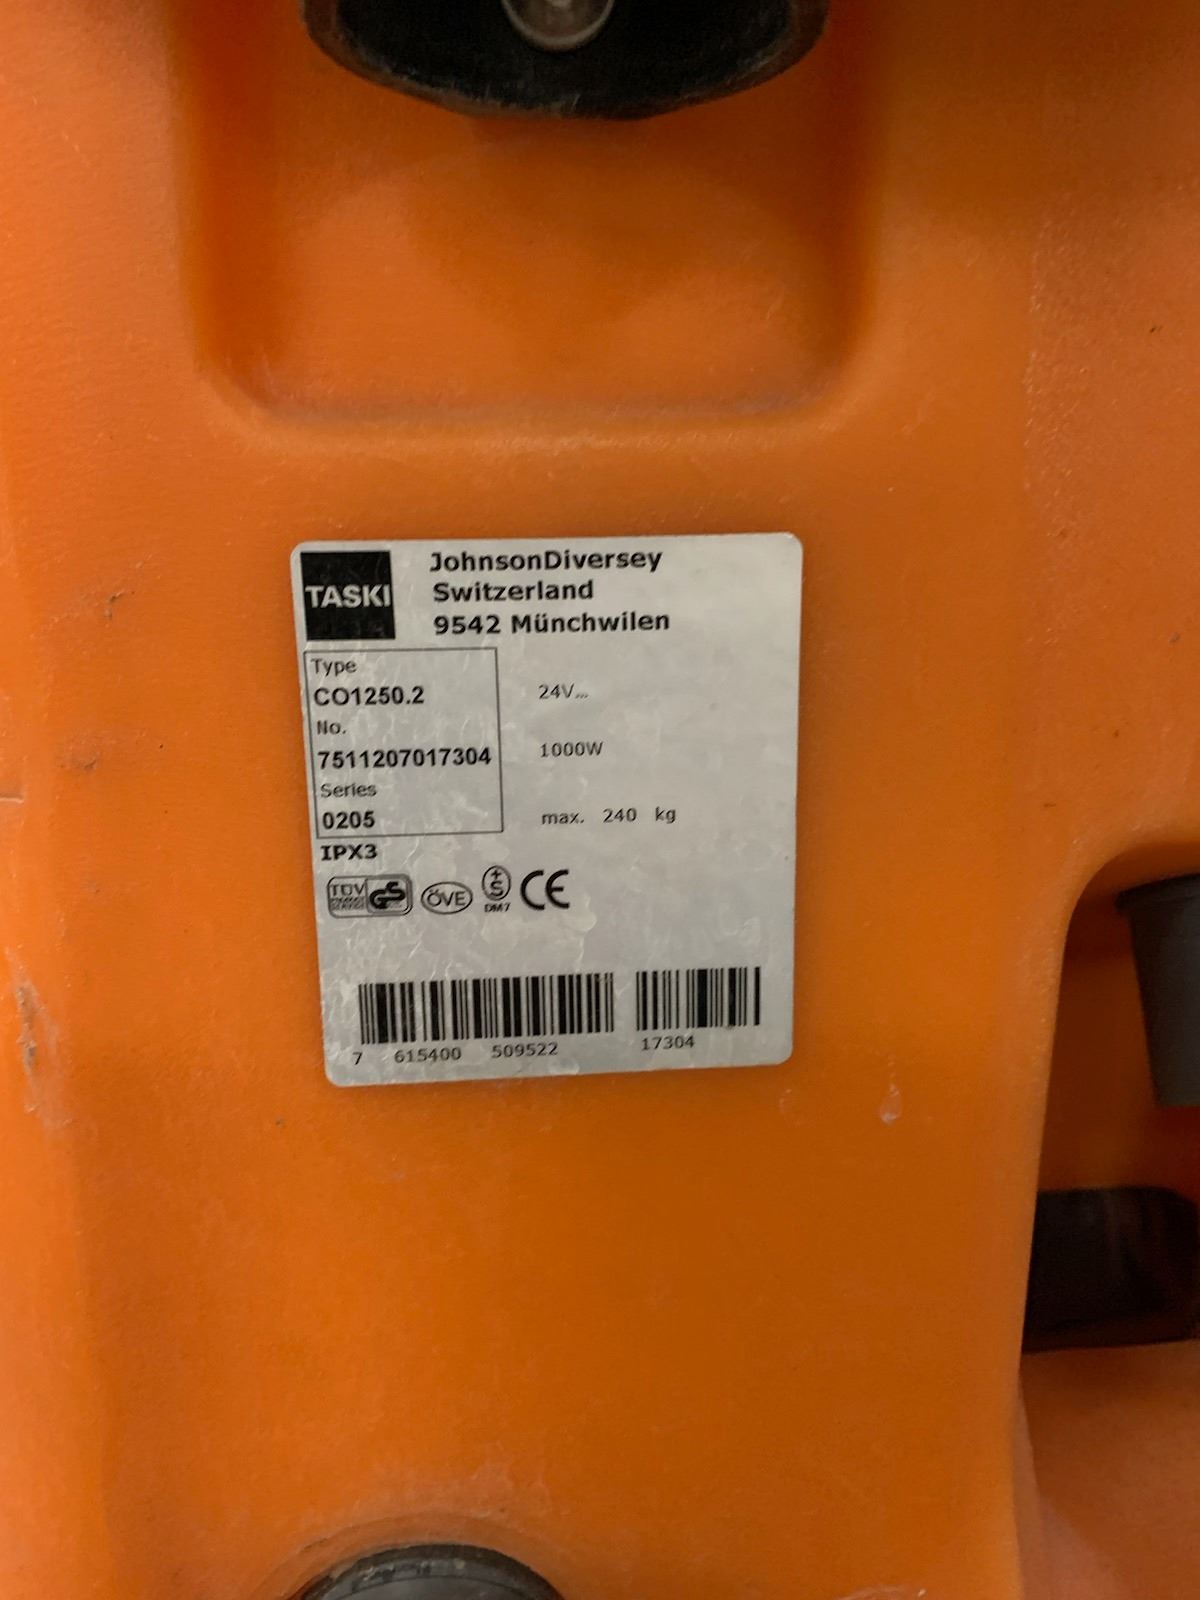 TASKI
JohnsonDiversey
Switzerland
9542 Münchwilen
Type
CO1250.2
No.
7511207017304
Series
0205
24V...
1000W
max. 240 kg
IPX3
TÜV GS ÖVE +S DM7 CE
7 615400 509522 17304